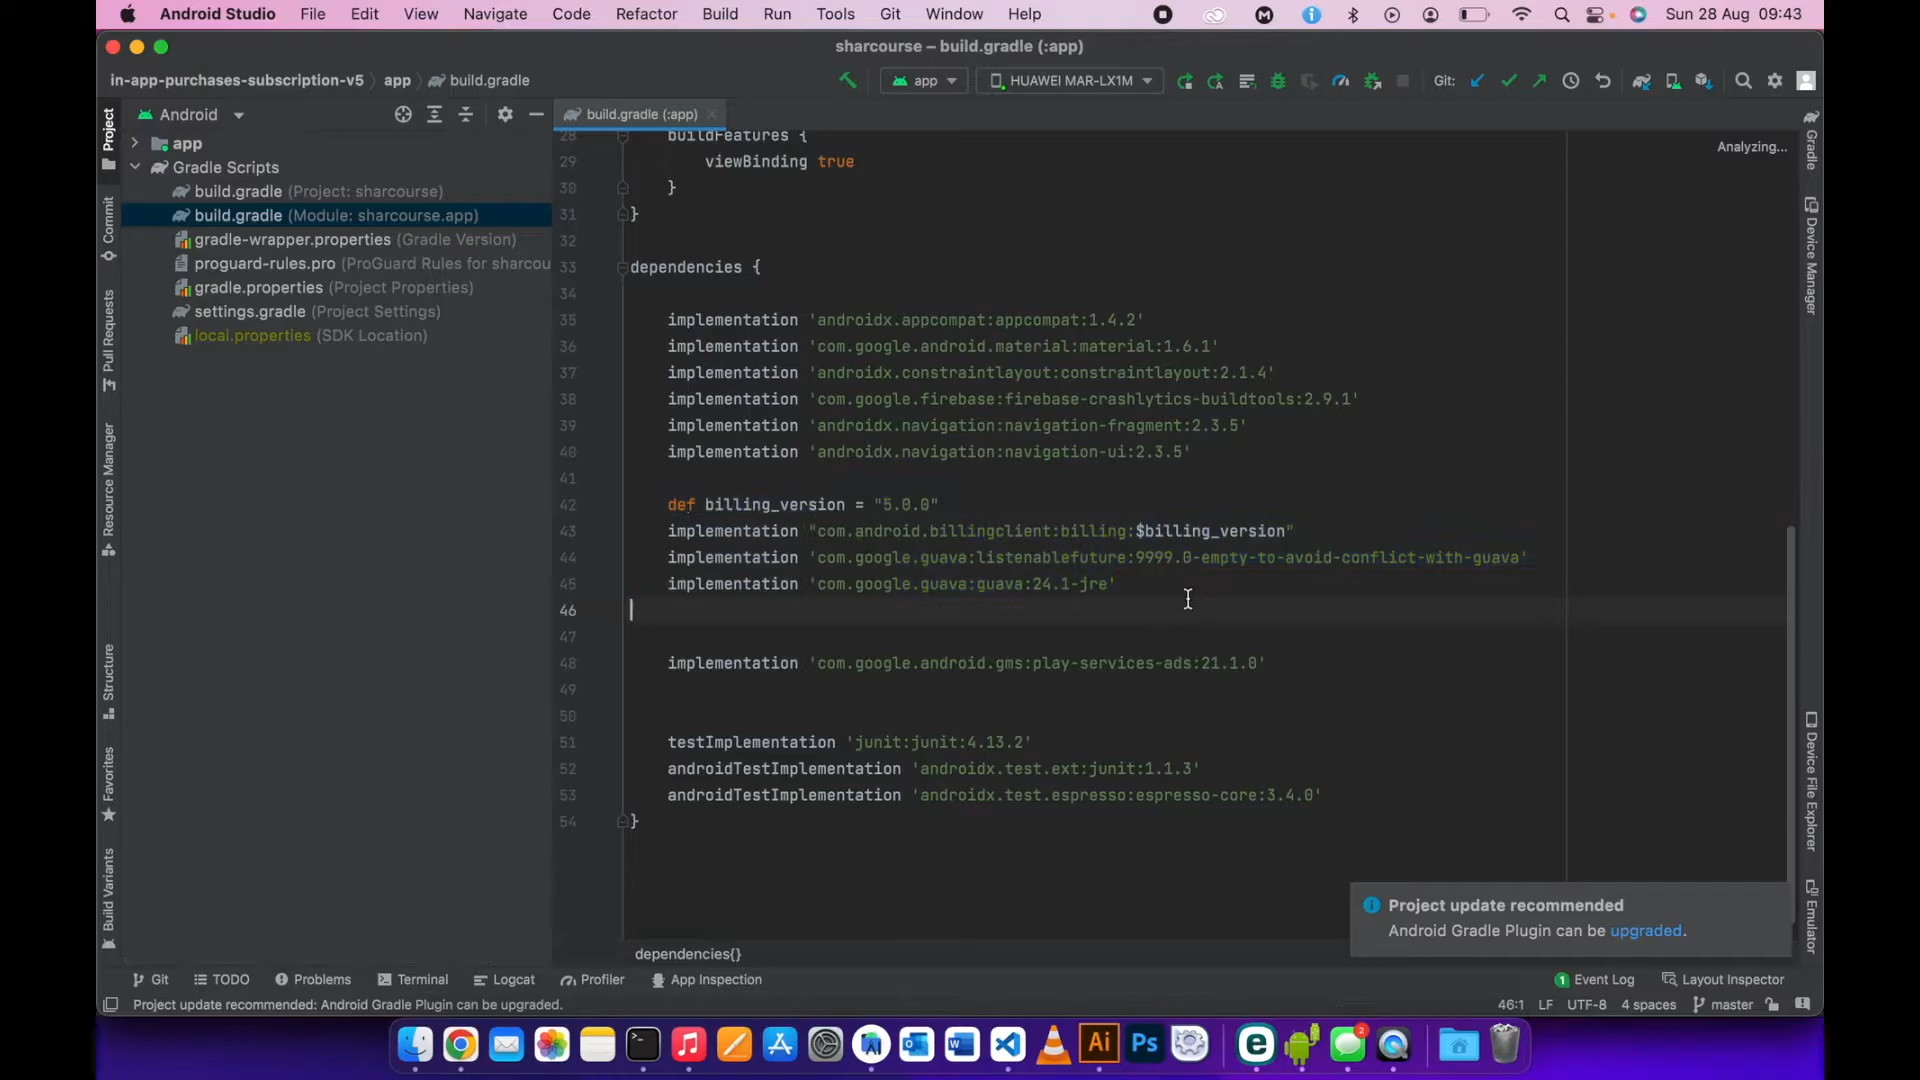 Android Studio File Edit View Navigate Code Refactor Build Run Tools Git Window Help Sun 28 Aug 09:43
sharcourse – build.gradle (:app)
in-app-purchases-subscription-v5 app build.gradle app HUAWEI MAR-LX1M Git:
Android
build.gradle (:app)
Project
Commit
Pull Requests
Resource Manager
Structure
Favorites
Build Variants
app
Gradle Scripts
build.gradle (Project: sharcourse)
build.gradle (Module: sharcourse.app)
gradle-wrapper.properties (Gradle Version)
proguard-rules.pro (ProGuard Rules for sharcou
gradle.properties (Project Properties)
settings.gradle (Project Settings)
local.properties (SDK Location)
Analyzing...
28 buildFeatures {
29 viewBinding true
30 }
31 }
32
33 dependencies {
34
35 implementation 'androidx.appcompat:appcompat:1.4.2'
36 implementation 'com.google.android.material:material:1.6.1'
37 implementation 'androidx.constraintlayout:constraintlayout:2.1.4'
38 implementation 'com.google.firebase:firebase-crashlytics-buildtools:2.9.1'
39 implementation 'androidx.navigation:navigation-fragment:2.3.5'
40 implementation 'androidx.navigation:navigation-ui:2.3.5'
41
42 def billing_version = "5.0.0"
43 implementation "com.android.billingclient:billing:$billing_version"
44 implementation 'com.google.guava:listenablefuture:9999.0-empty-to-avoid-conflict-with-guava'
45 implementation 'com.google.guava:guava:24.1-jre'
46
47
48 implementation 'com.google.android.gms:play-services-ads:21.1.0'
49
50
51 testImplementation 'junit:junit:4.13.2'
52 androidTestImplementation 'androidx.test.ext:junit:1.1.3'
53 androidTestImplementation 'androidx.test.espresso:espresso-core:3.4.0'
54 }
Gradle
Device Manager
Device File Explorer
Emulator
Project update recommended
Android Gradle Plugin can be upgraded.
dependencies{}
Git TODO Problems Terminal Logcat Profiler App Inspection 1 Event Log Layout Inspector
Project update recommended: Android Gradle Plugin can be upgraded. 46:1 LF UTF-8 4 spaces master
Ai Ps e 2